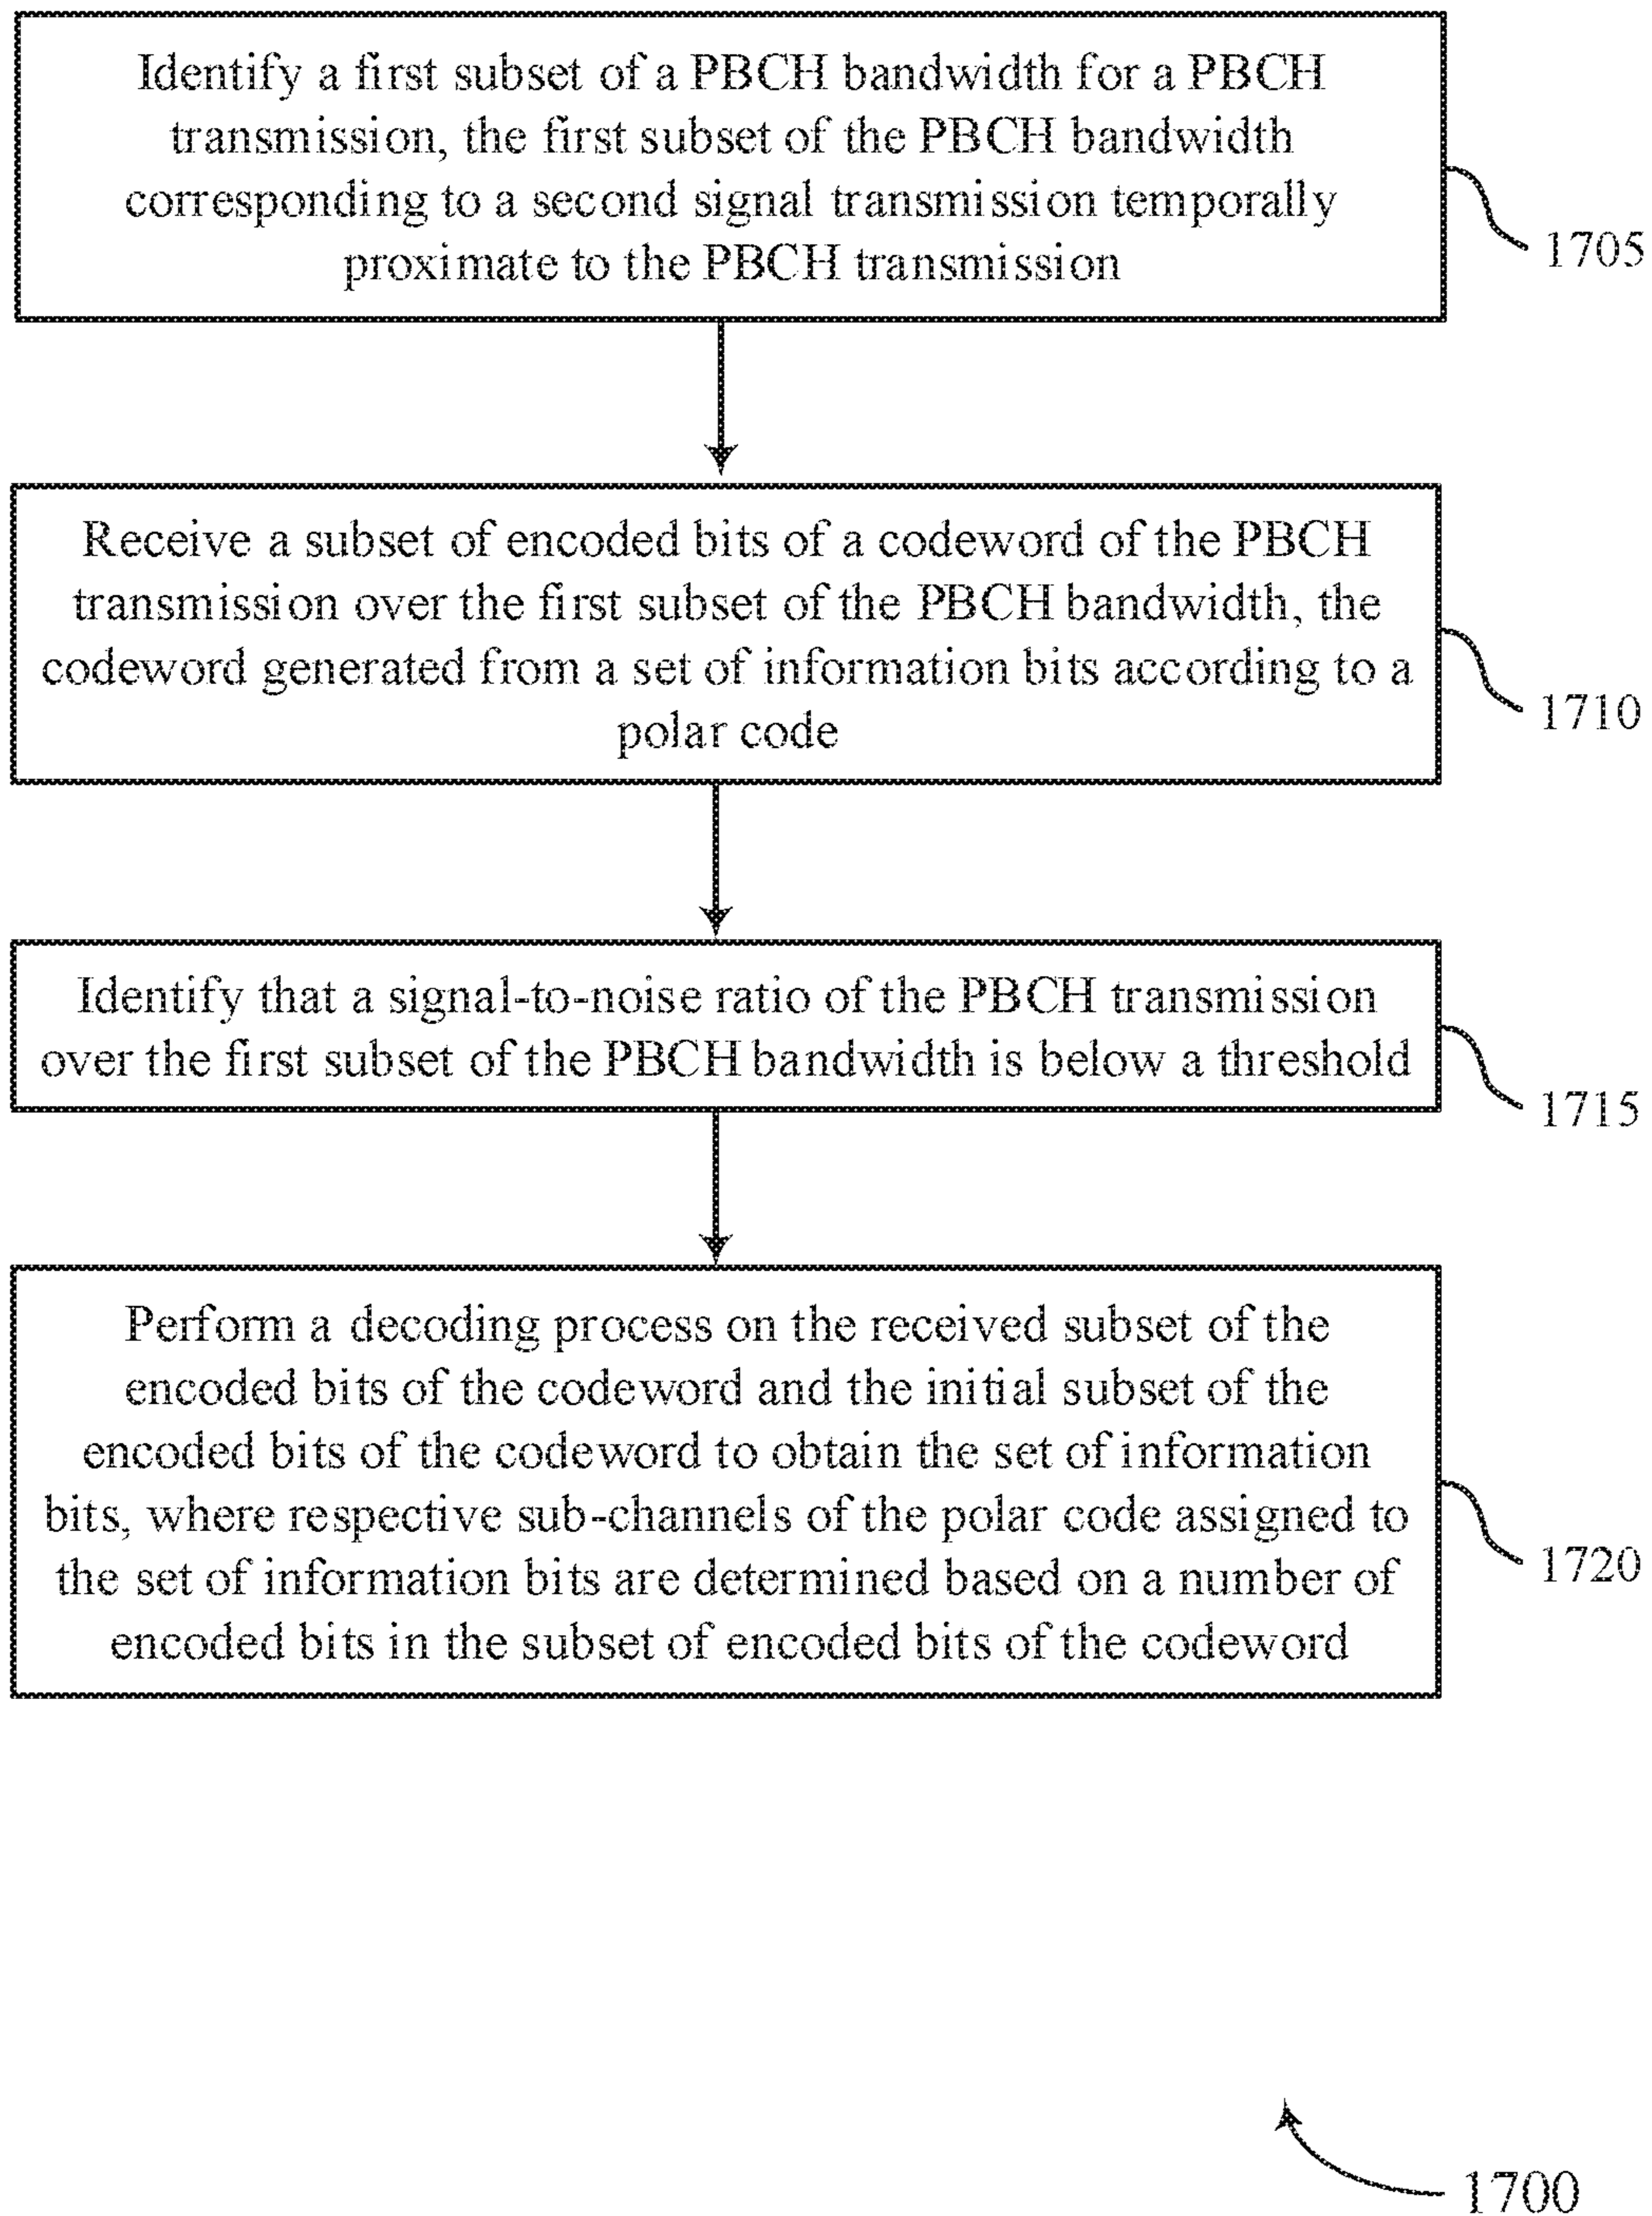 Identify a first subset of a PBCH bandwidth for a PBCH
transmission, the first subset of the PBCH bandwidth
corresponding to a second signal transmission temporally
proximate to the PBCH transmission
1705
Receive a subset of encoded bits of a codeword of the PBCH
transmission over the first subset of the PBCH bandwidth, the
codeword generated from a set of information bits according to a
polar code
1710
Identify that a signal-to-noise ratio of the PBCH transmission
over the first subset of the PBCH bandwidth is below a threshold
1715
Perform a decoding process on the received subset of the
encoded bits of the codeword and the initial subset of the
encoded bits of the codeword to obtain the set of information
bits, where respective sub-channels of the polar code assigned to
the set of information bits are determined based on a number of
encoded bits in the subset of encoded bits of the codeword
1720
1700